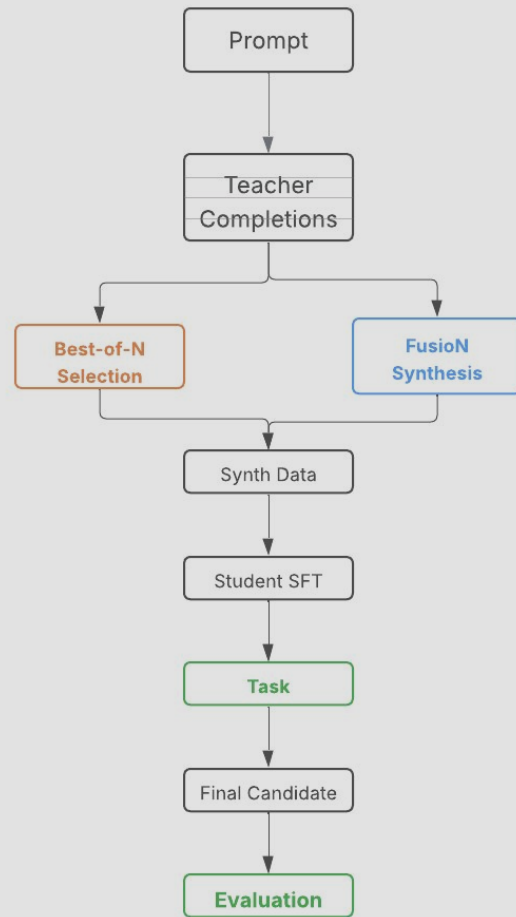 Prompt
Teacher
Completions
Best-of-N
Selection
FusioN
Synthesis
Synth Data
Student SFT
Task
Final Candidate
Evaluation